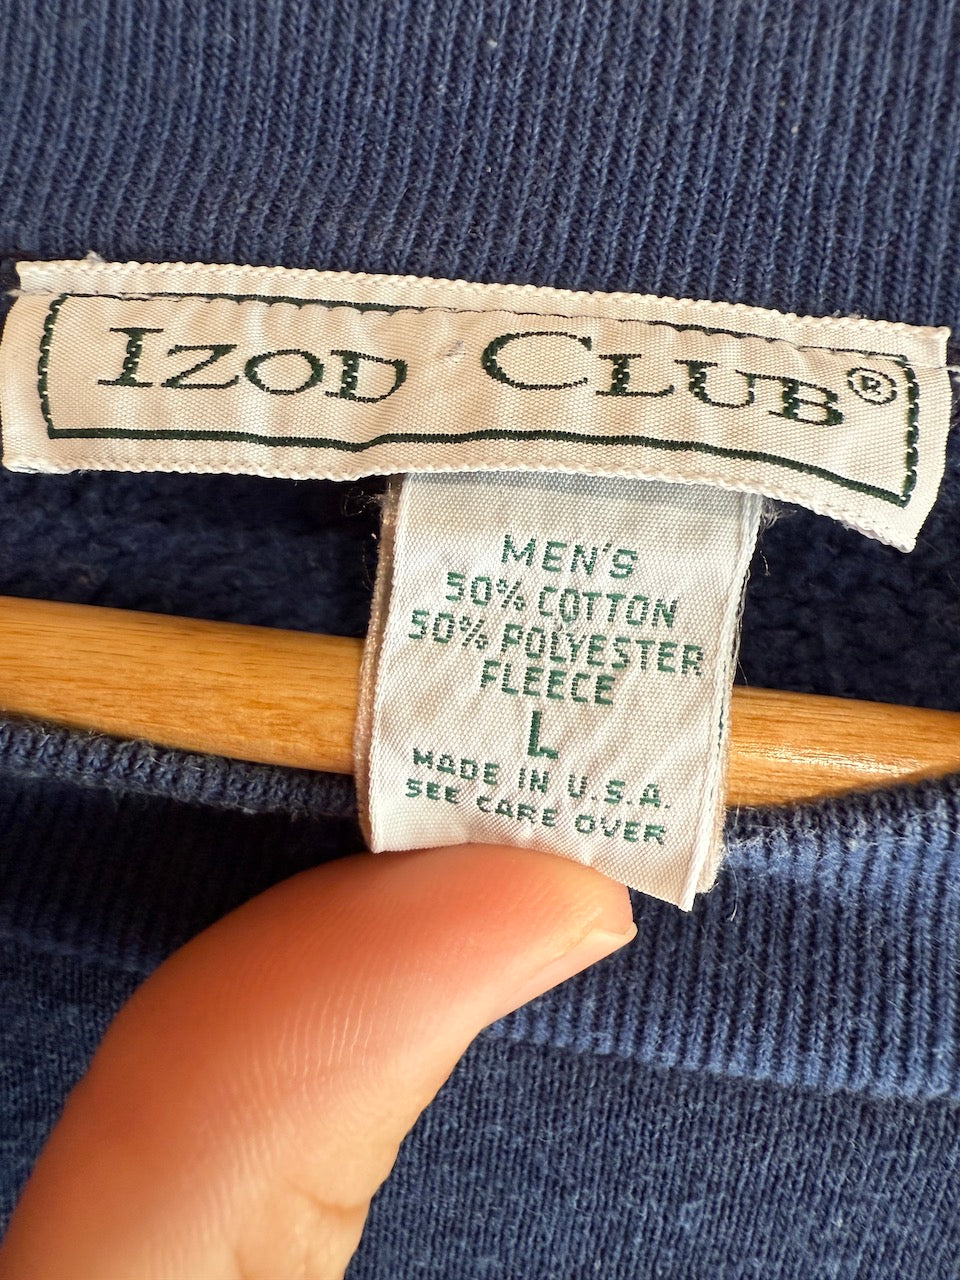 IZOD CLUB®
MEN'S
50% COTTON
50% POLYESTER
FLEECE
L
MADE IN U.S.A.
SEE CARE OVER